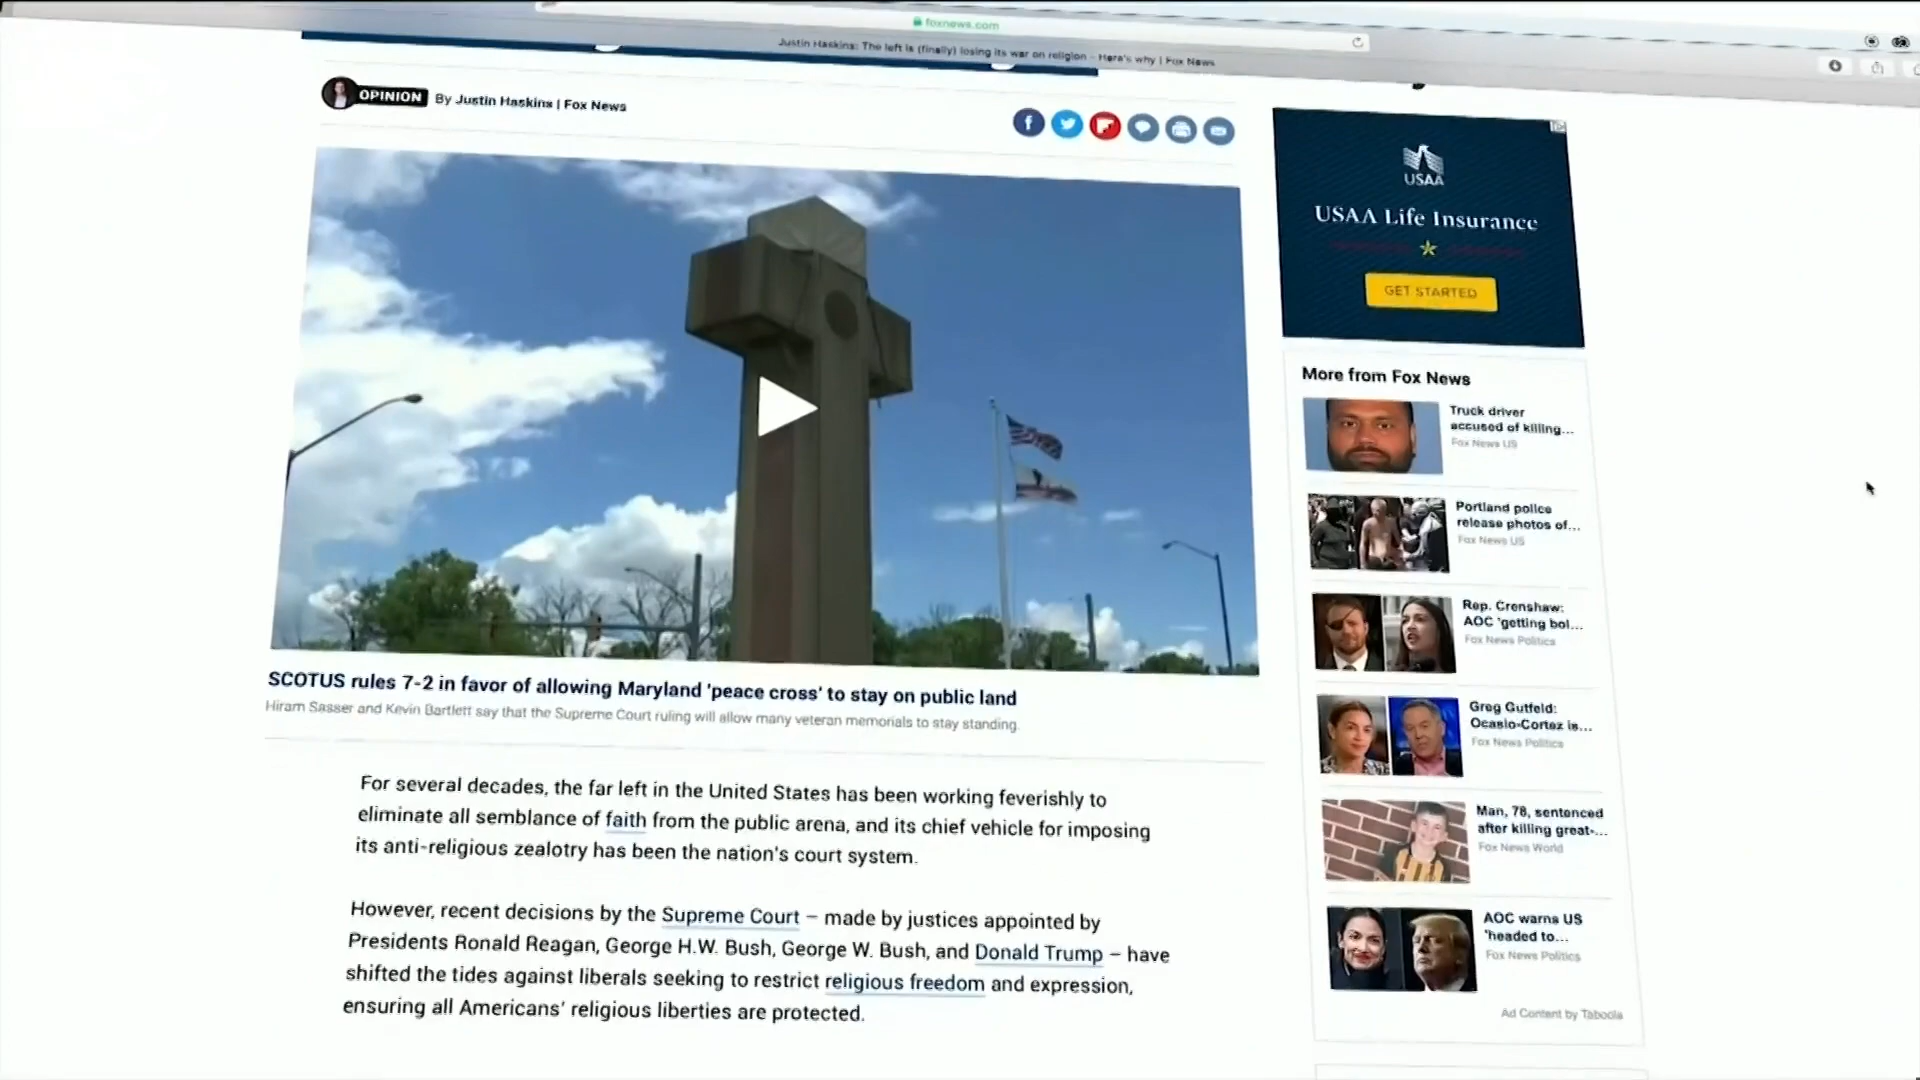 foxnews.com
Justin Haskins: The left is (finally) losing its war on religion - Here's why | Fox News
OPINION By Justin Haskins | Fox News
SCOTUS rules 7-2 in favor of allowing Maryland 'peace cross' to stay on public land
Hiram Sasser and Kevin Bartlett say that the Supreme Court ruling will allow many veteran memorials to stay standing.
For several decades, the far left in the United States has been working feverishly to
eliminate all semblance of faith from the public arena, and its chief vehicle for imposing
its anti-religious zealotry has been the nation's court system.
However, recent decisions by the Supreme Court – made by justices appointed by
Presidents Ronald Reagan, George H.W. Bush, George W. Bush, and Donald Trump – have
shifted the tides against liberals seeking to restrict religious freedom and expression,
ensuring all Americans' religious liberties are protected.
USAA
USAA Life Insurance
GET STARTED
More from Fox News
Truck driver
accused of killing...
Fox News US
Portland police
release photos of...
Fox News US
Rep. Crenshaw:
AOC 'getting bol...
Fox News Politics
Greg Gutfeld:
Ocasio-Cortez is...
Fox News Politics
Man, 78, sentenced
after killing great-...
Fox News World
AOC warns US
'headed to...
Fox News Politics
Ad Content by Taboola